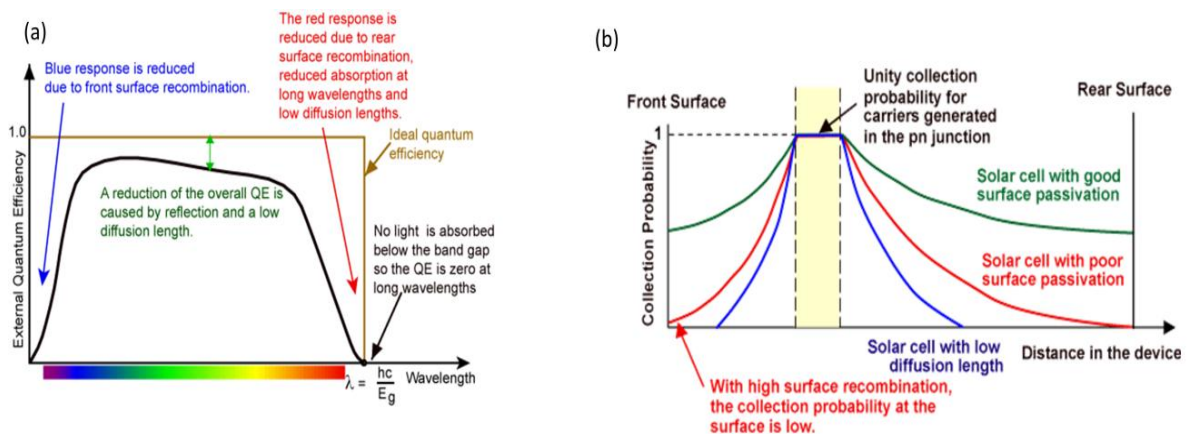 (a)
Blue response is reduced
due to front surface recombination.
The red response is
reduced due to rear
surface recombination,
reduced absorption at
long wavelengths and
low diffusion lengths.
1.0
Ideal quantum
efficiency
External Quantum Efficiency
A reduction of the overall QE is
caused by reflection and a low
diffusion length.
No light is absorbed
below the band gap
so the QE is zero at
long wavelengths
λ = hc
Eg
Wavelength
(b)
Front Surface
Unity collection
probability for
carriers generated
in the pn junction
Rear Surface
1
Collection Probability
Solar cell with good
surface passivation
Solar cell with poor
surface passivation
Solar cell with low
diffusion length
Distance in the device
With high surface recombination,
the collection probability at the
surface is low.